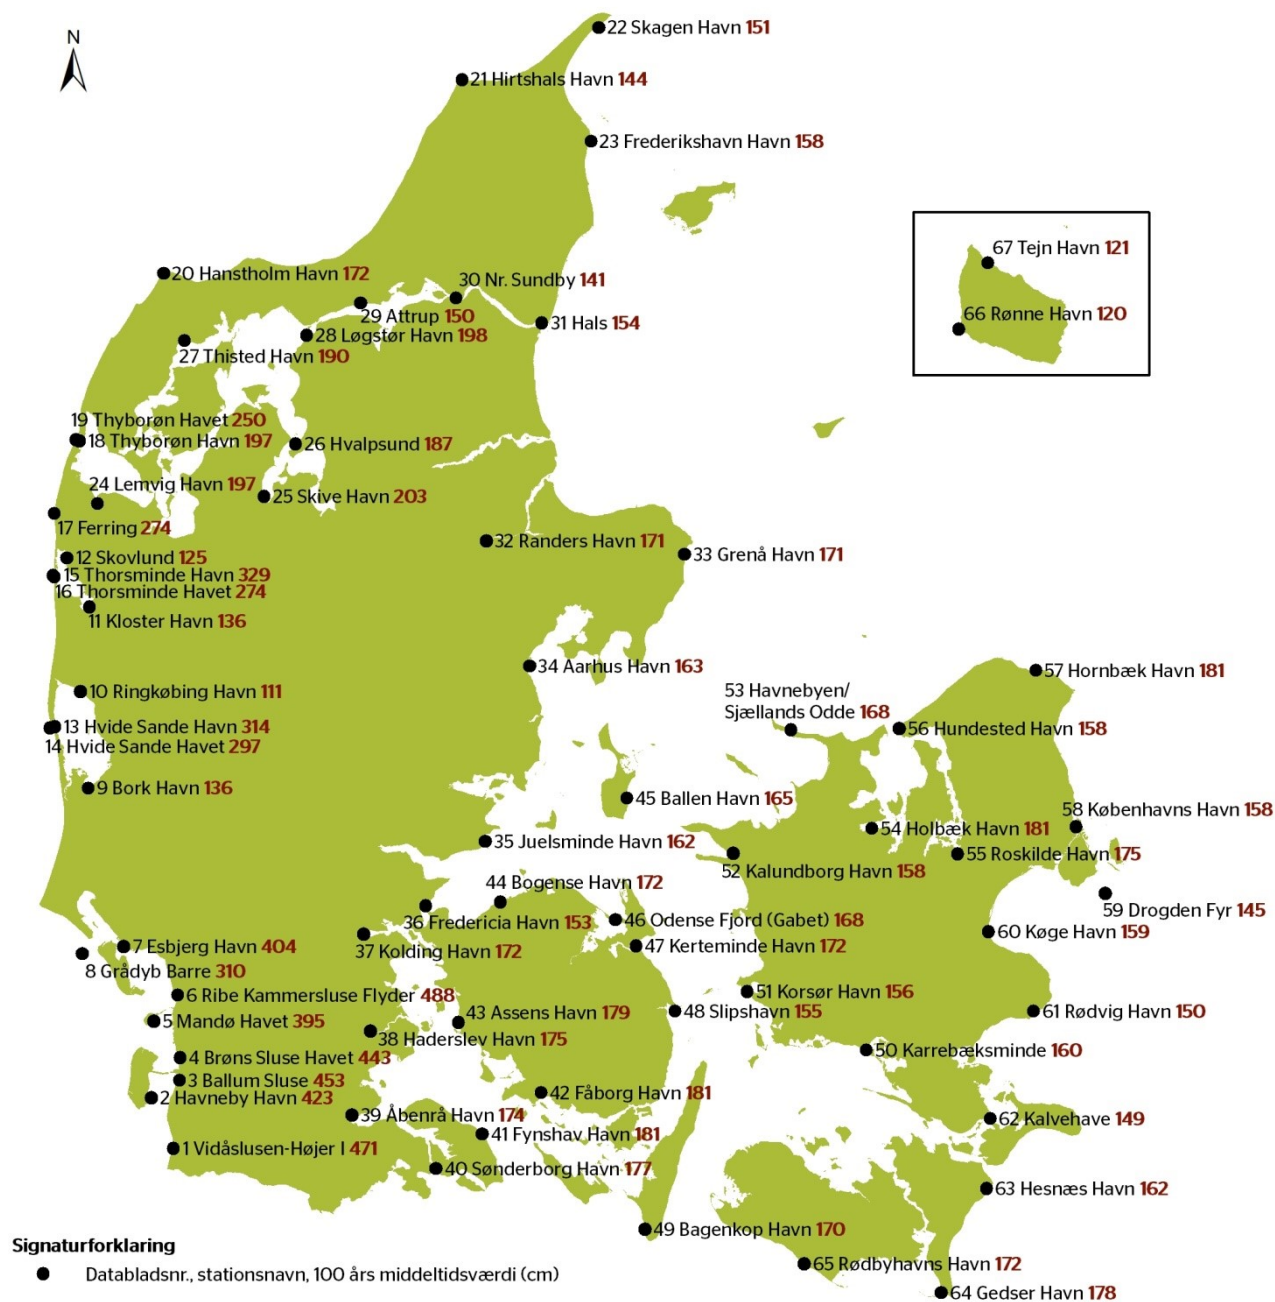 N
22 Skagen Havn 151
21 Hirtshals Havn 144
23 Frederikshavn Havn 158
67 Tejn Havn 121
66 Rønne Havn 120
20 Hanstholm Havn 172
30 Nr. Sundby 141
29 Attrup 150
31 Hals 154
28 Løgstør Havn 198
27 Thisted Havn 190
19 Thyborøn Havet 250
18 Thyborøn Havn 197
26 Hvalpsund 187
24 Lemvig Havn 197
25 Skive Havn 203
17 Ferring 274
32 Randers Havn 171
33 Grenå Havn 171
12 Skovlund 125
15 Thorsminde Havn 329
16 Thorsminde Havet 274
11 Kloster Havn 136
34 Aarhus Havn 163
57 Hornbæk Havn 181
10 Ringkøbing Havn 111
53 Havnebyen/
Sjællands Odde 168
13 Hvide Sande Havn 314
14 Hvide Sande Havet 297
56 Hundested Havn 158
9 Bork Havn 136
45 Ballen Havn 165
58 Københavns Havn 158
54 Holbæk Havn 181
35 Juelsminde Havn 162
55 Roskilde Havn 175
52 Kalundborg Havn 158
44 Bogense Havn 172
59 Drogden Fyr 145
36 Fredericia Havn 153
46 Odense Fjord (Gabet) 168
60 Køge Havn 159
7 Esbjerg Havn 404
37 Kolding Havn 172
47 Kerteminde Havn 172
8 Grådyb Barre 310
6 Ribe Kammersluse Flyder 488
51 Korsør Havn 156
5 Mandø Havet 395
43 Assens Havn 179
48 Slipshavn 155
61 Rødvig Havn 150
38 Haderslev Havn 175
4 Brøns Sluse Havet 443
50 Karrebæksminde 160
3 Ballum Sluse 453
2 Havneby Havn 423
42 Fåborg Havn 181
39 Åbenrå Havn 174
62 Kalvehave 149
41 Fynshav Havn 181
1 Vidåslusen-Højer I 471
40 Sønderborg Havn 177
63 Hesnæs Havn 162
49 Bagenkop Havn 170
65 Rødbyhavns Havn 172
64 Gedser Havn 178
Signaturforklaring
Databladsnr., stationsnavn, 100 års middeltidsværdi (cm)